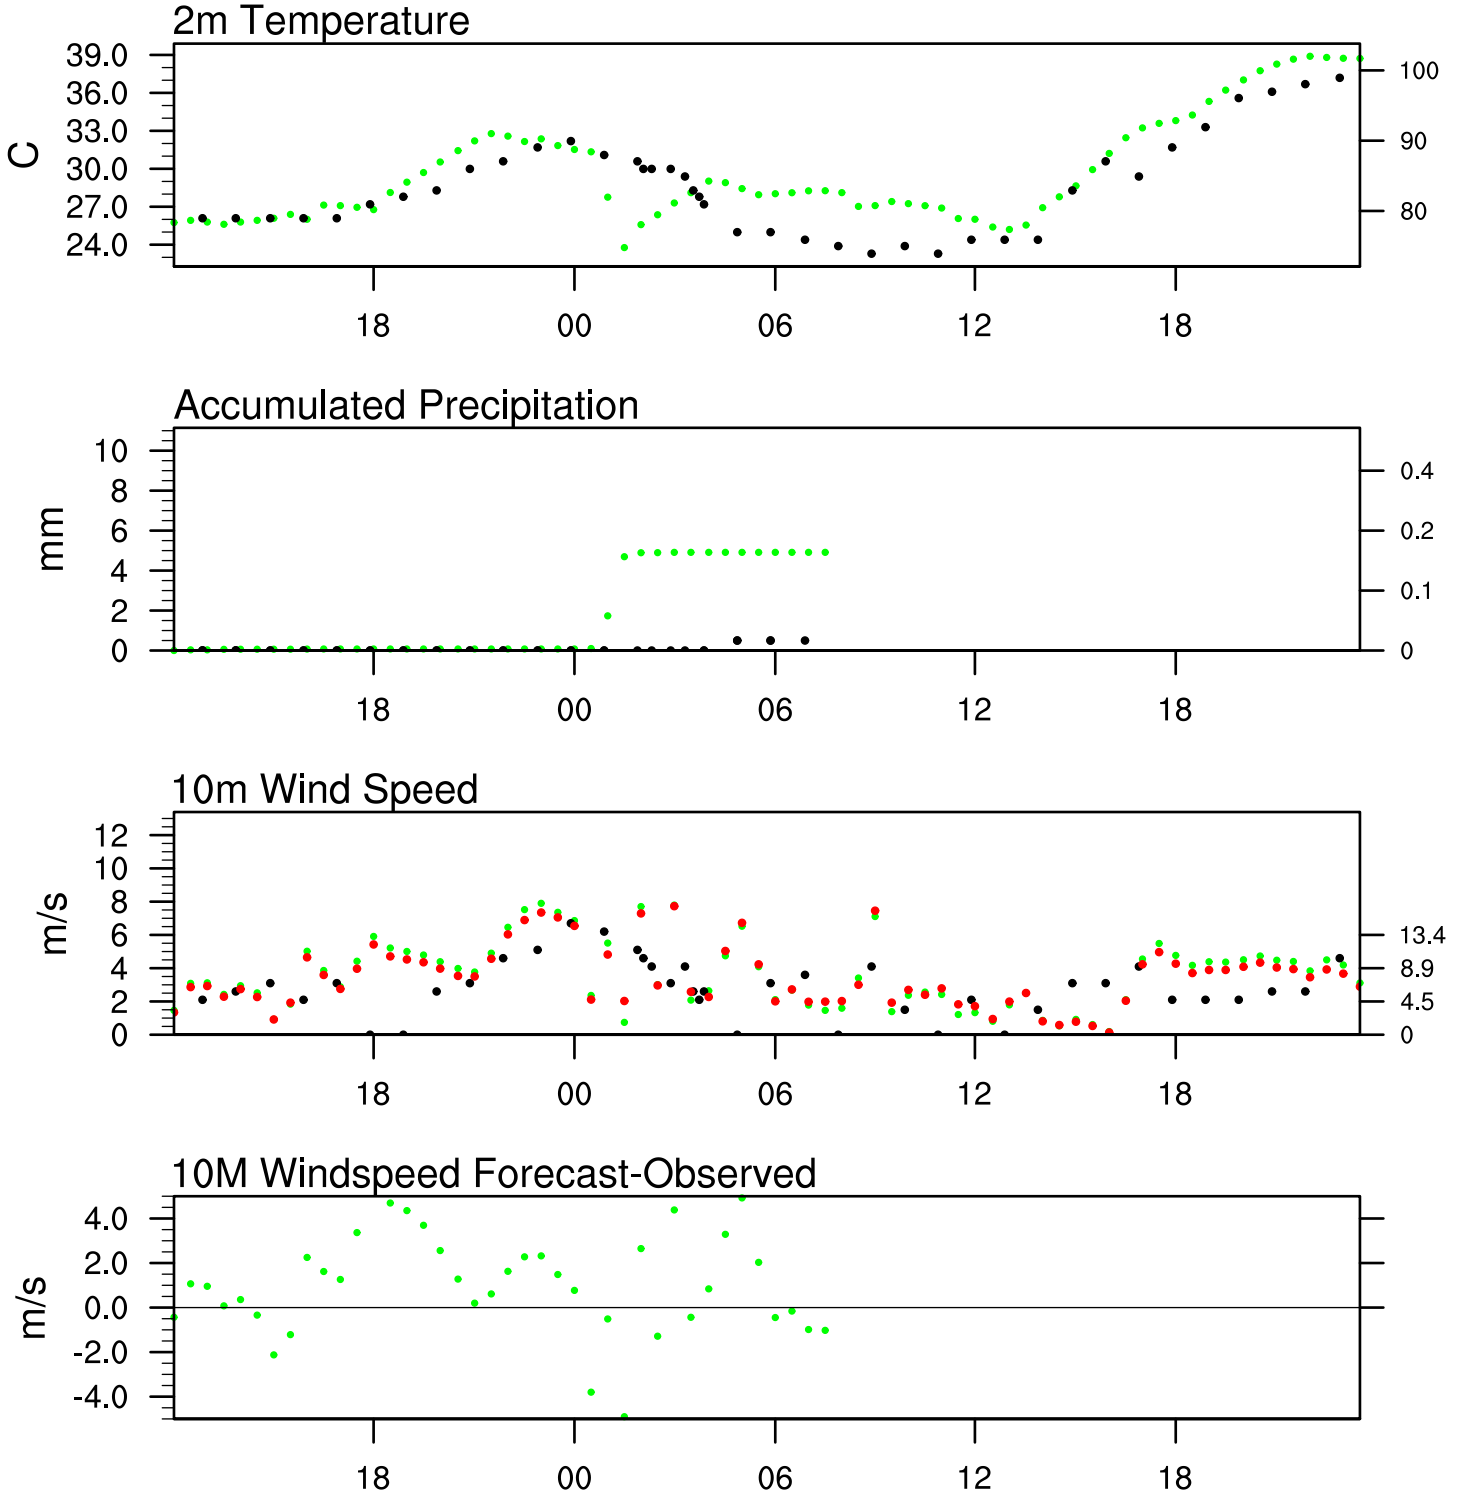 2m Temperature
39.0
36.0
33.0
30.0
27.0
24.0
C
100
90
80
18 00 06 12 18
Accumulated Precipitation
10
8
6
4
2
0
mm
0.4
0.2
0.1
0
18 00 06 12 18
10m Wind Speed
12
10
8
6
4
2
0
m/s
13.4
8.9
4.5
0
18 00 06 12 18
10M Windspeed Forecast-Observed
4.0
2.0
0.0
-2.0
-4.0
m/s
18 00 06 12 18